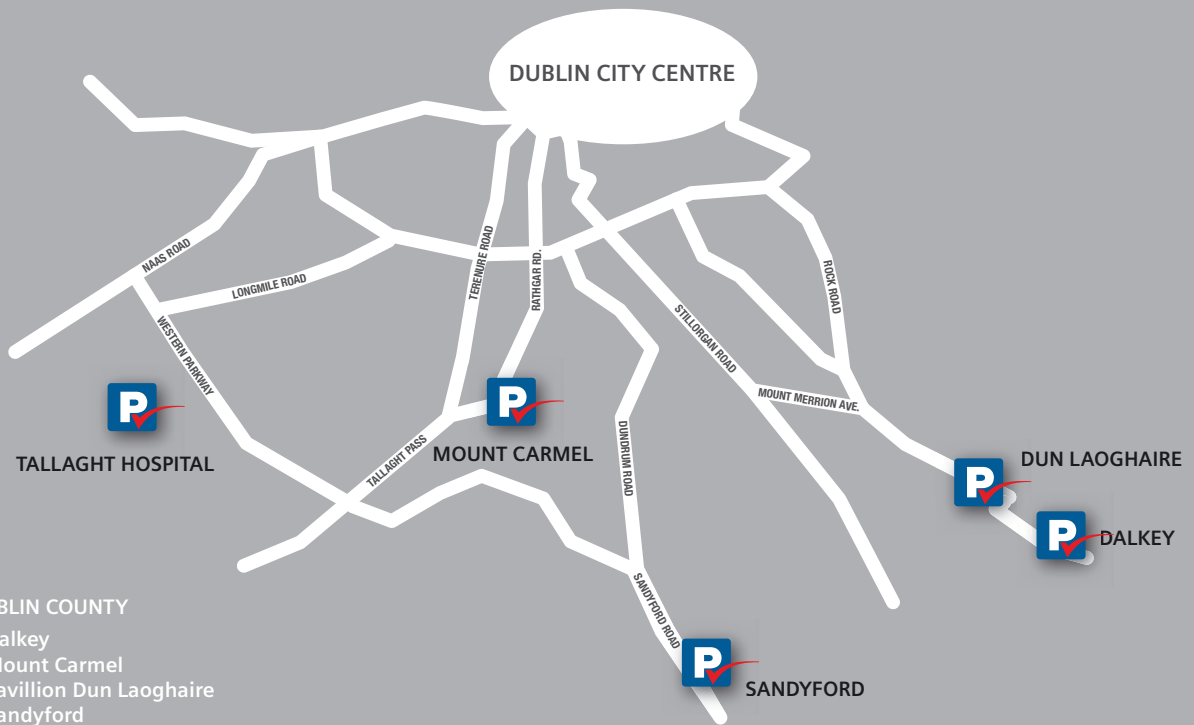 DUBLIN CITY CENTRE
NAAS ROAD
LONGMILE ROAD
TERENURE ROAD
RATHGAR RD.
ROCK ROAD
WESTERN PARKWAY
STILLORGAN ROAD
MOUNT MERRION AVE.
P
TALLAGHT HOSPITAL
P
MOUNT CARMEL
TALLAGHT PASS
DUNDRUM ROAD
P
DUN LAOGHAIRE
P
DALKEY
SANDYFORD ROAD
P
SANDYFORD
BLIN COUNTY
alkey
ount Carmel
avillion Dun Laoghaire
andyford